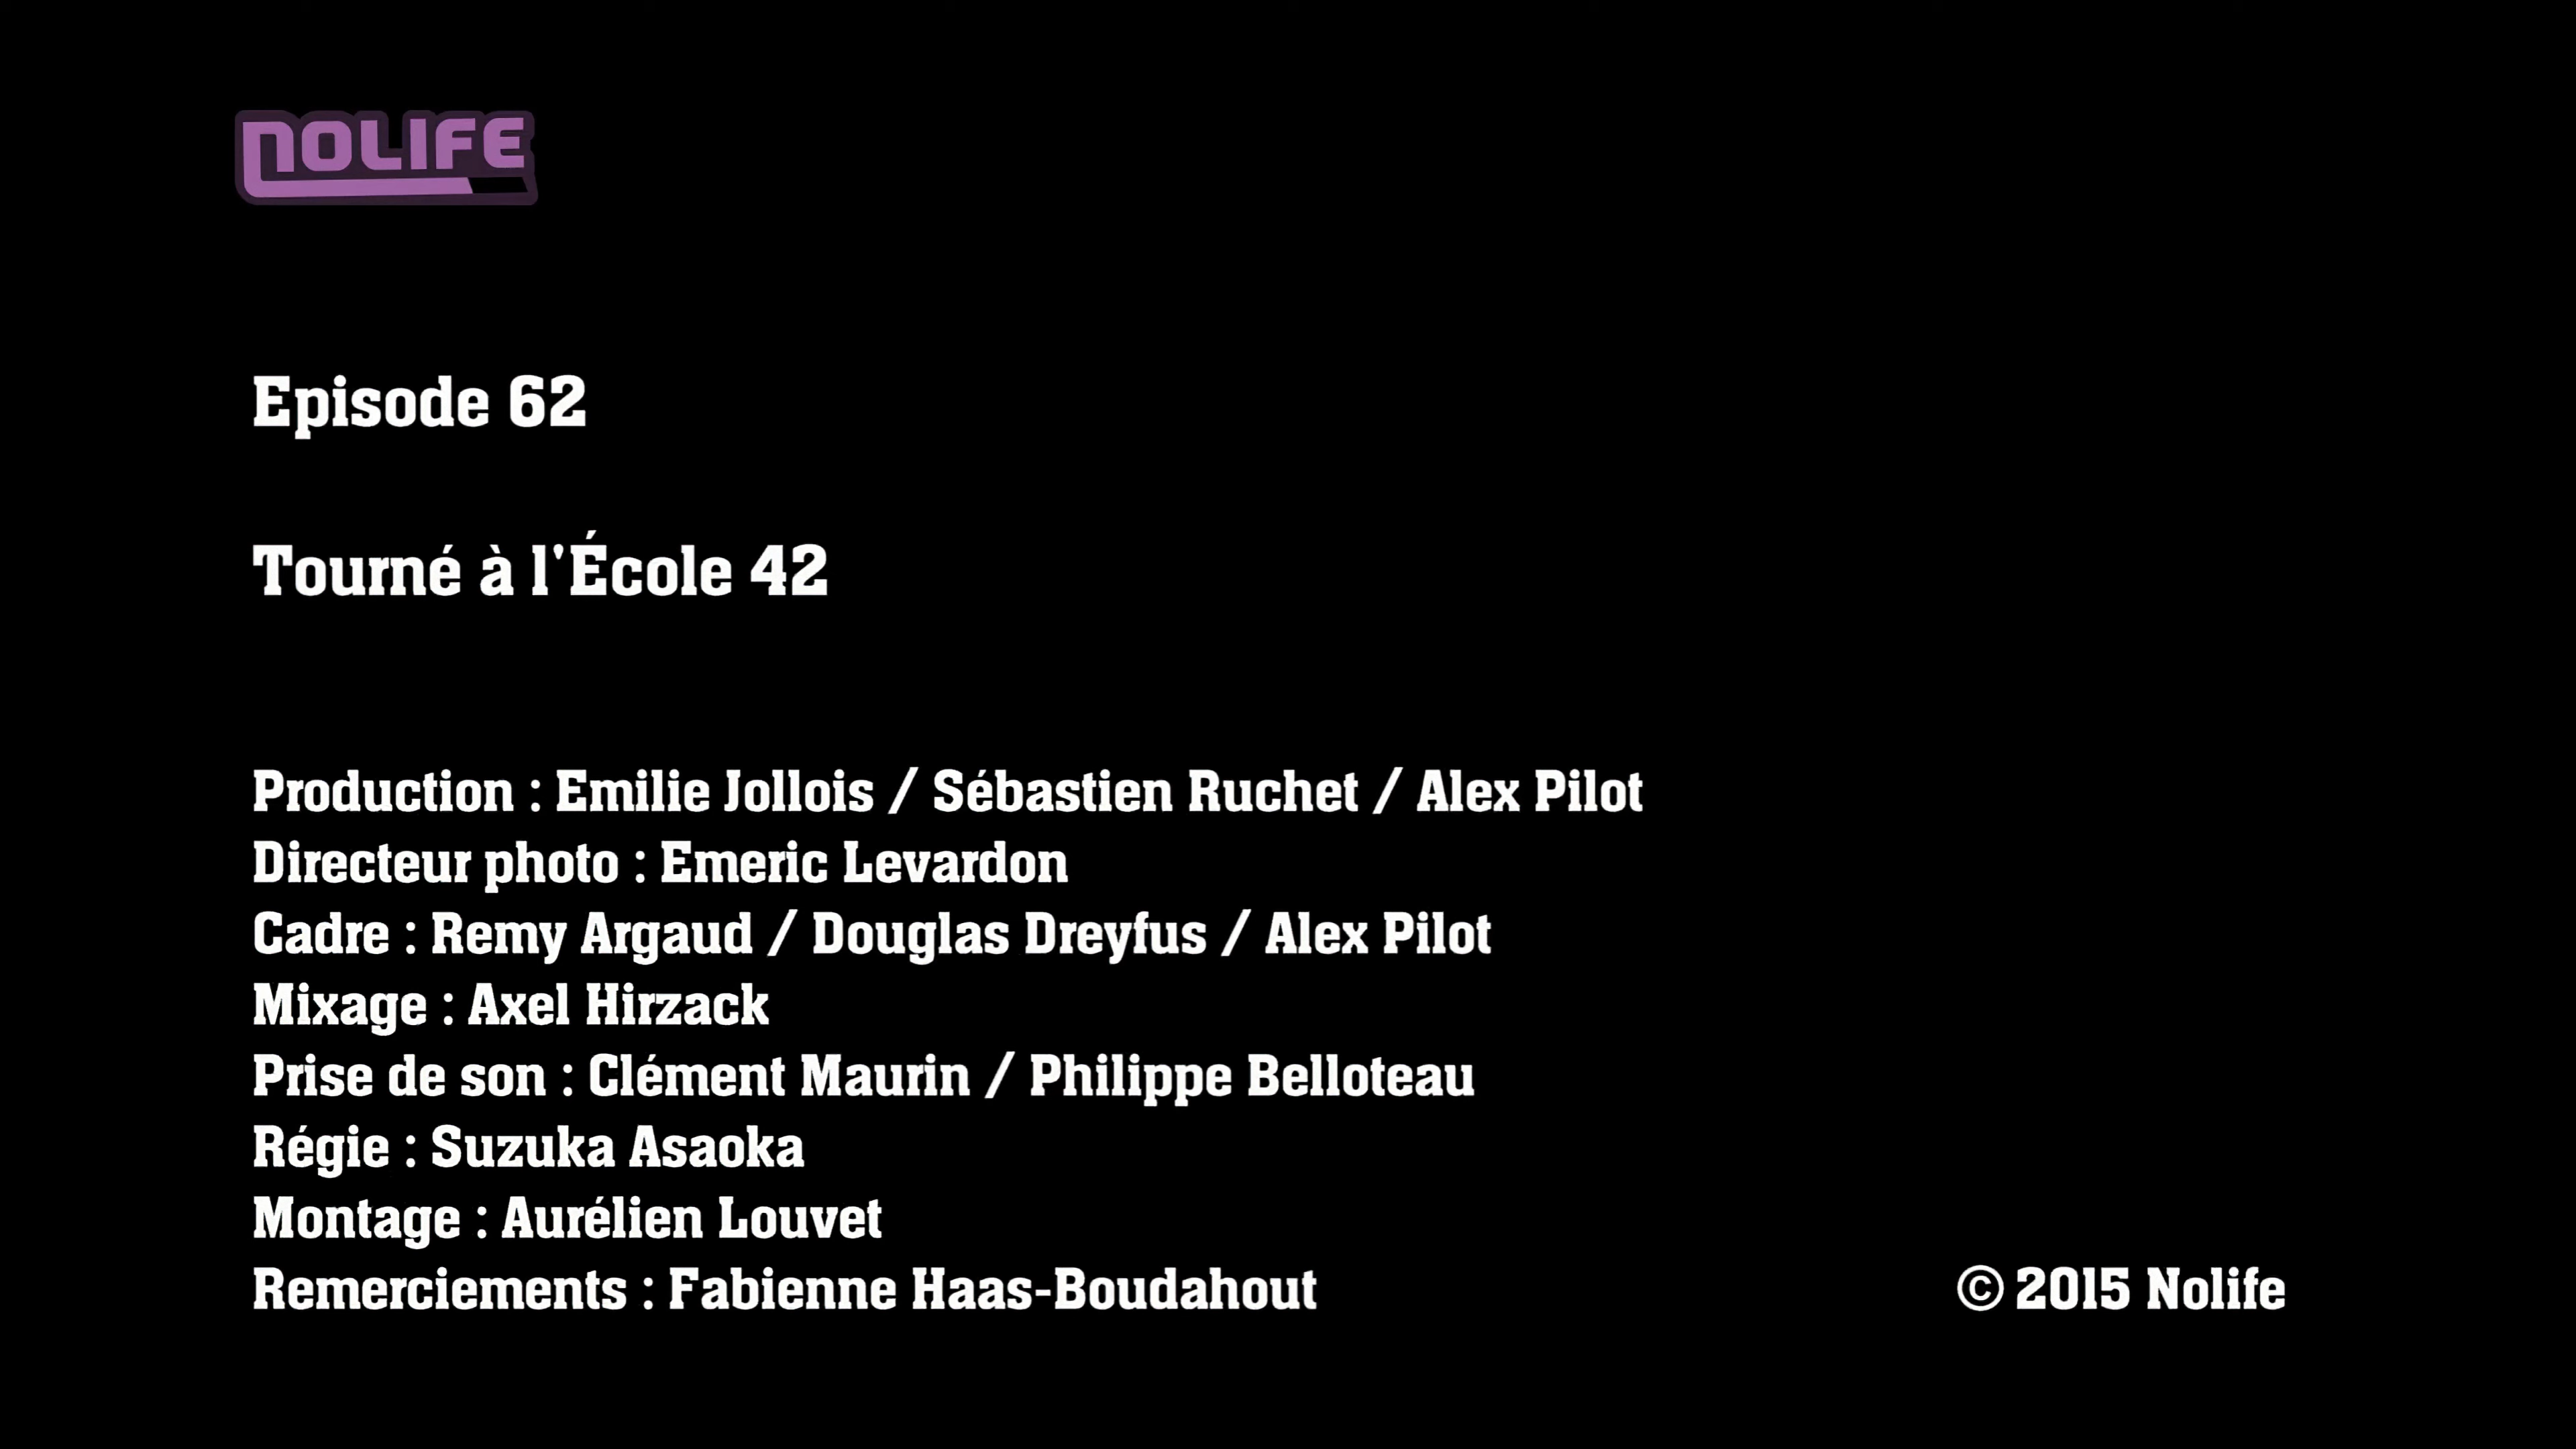 NOLIFE
Episode 62
Tourné à l'École 42
Production : Emilie Jollois / Sébastien Ruchet / Alex Pilot
Directeur photo : Emeric Levardon
Cadre : Remy Argaud / Douglas Dreyfus / Alex Pilot
Mixage : Axel Hirzack
Prise de son : Clément Maurin / Philippe Belloteau
Régie : Suzuka Asaoka
Montage : Aurélien Louvet
Remerciements : Fabienne Haas-Boudahout
© 2015 Nolife